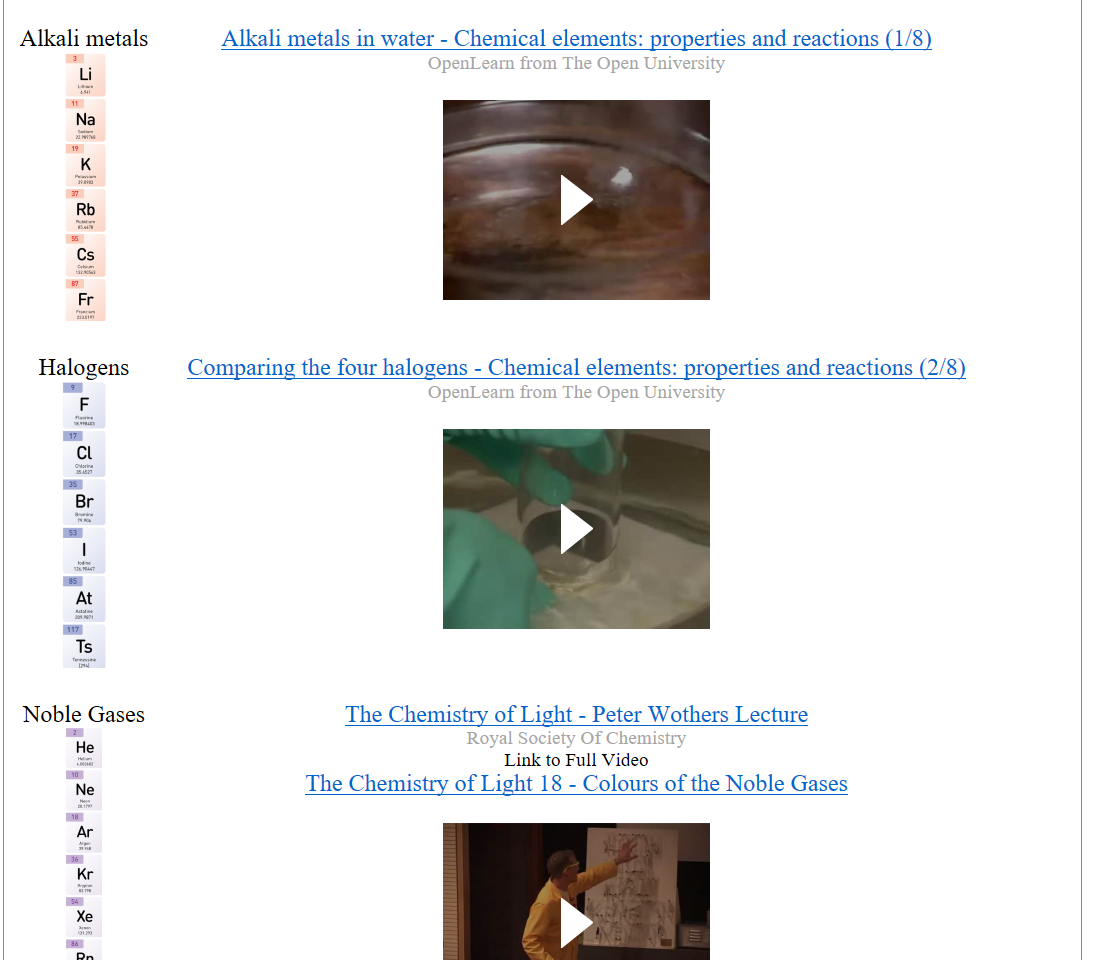 Alkali metals
Alkali metals in water - Chemical elements: properties and reactions (1/8)
OpenLearn from The Open University
3
Li
Lithium
6.941
11
Na
Sodium
22.989768
19
K
Potassium
39.0983
37
Rb
Rubidium
85.4678
55
Cs
Cesium
132.90543
87
Fr
Francium
223.0197
Halogens
Comparing the four halogens - Chemical elements: properties and reactions (2/8)
OpenLearn from The Open University
9
F
Fluorine
18.998403
17
Cl
Chlorine
35.4527
35
Br
Bromine
79.904
53
I
Iodine
126.90447
85
At
Astatine
209.9871
117
Ts
Tennessine
[294]
Noble Gases
The Chemistry of Light - Peter Wothers Lecture
Royal Society Of Chemistry
Link to Full Video
The Chemistry of Light 18 - Colours of the Noble Gases
2
He
Helium
4.002602
10
Ne
Neon
20.1797
18
Ar
Argon
39.948
36
Kr
Krypton
83.798
54
Xe
Xenon
131.293
86
Rn